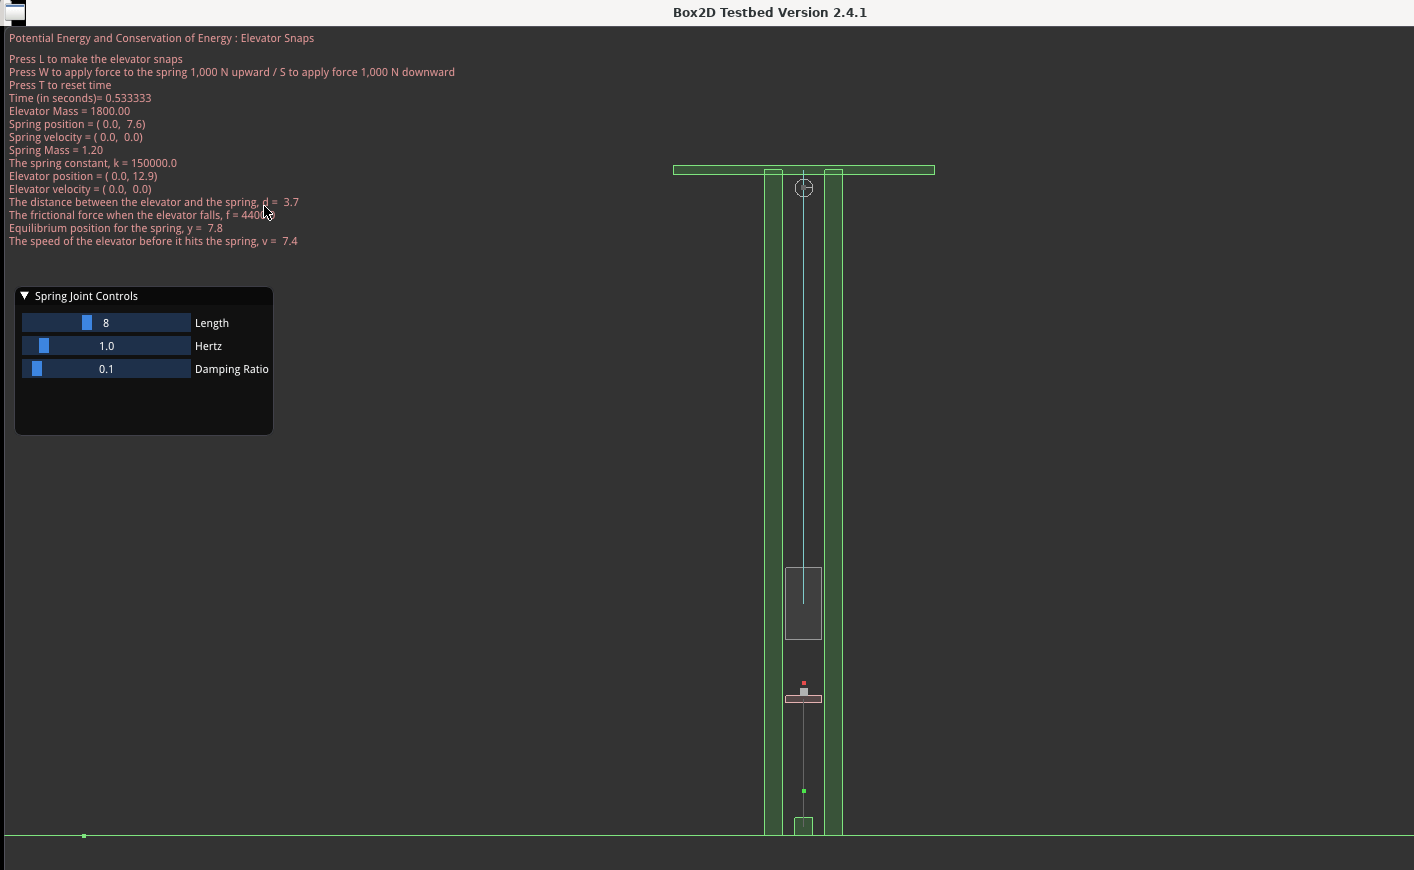 Box2D Testbed Version 2.4.1
Potential Energy and Conservation of Energy : Elevator Snaps
Press L to make the elevator snaps
Press W to apply force to the spring 1,000 N upward / S to apply force 1,000 N downward
Press T to reset time
Time (in seconds)= 0.533333
Elevator Mass = 1800.00
Spring position = ( 0.0,  7.6)
Spring velocity = ( 0.0,  0.0)
Spring Mass = 1.20
The spring constant, k = 150000.0
Elevator position = ( 0.0, 12.9)
Elevator velocity = ( 0.0,  0.0)
The distance between the elevator and the spring, d =  3.7
The frictional force when the elevator falls, f =
Equilibrium position for the spring, y =  7.8
The speed of the elevator before it hits the spring, v =  7.4
Spring Joint Controls
8 Length
1.0 Hertz
0.1 Damping Ratio